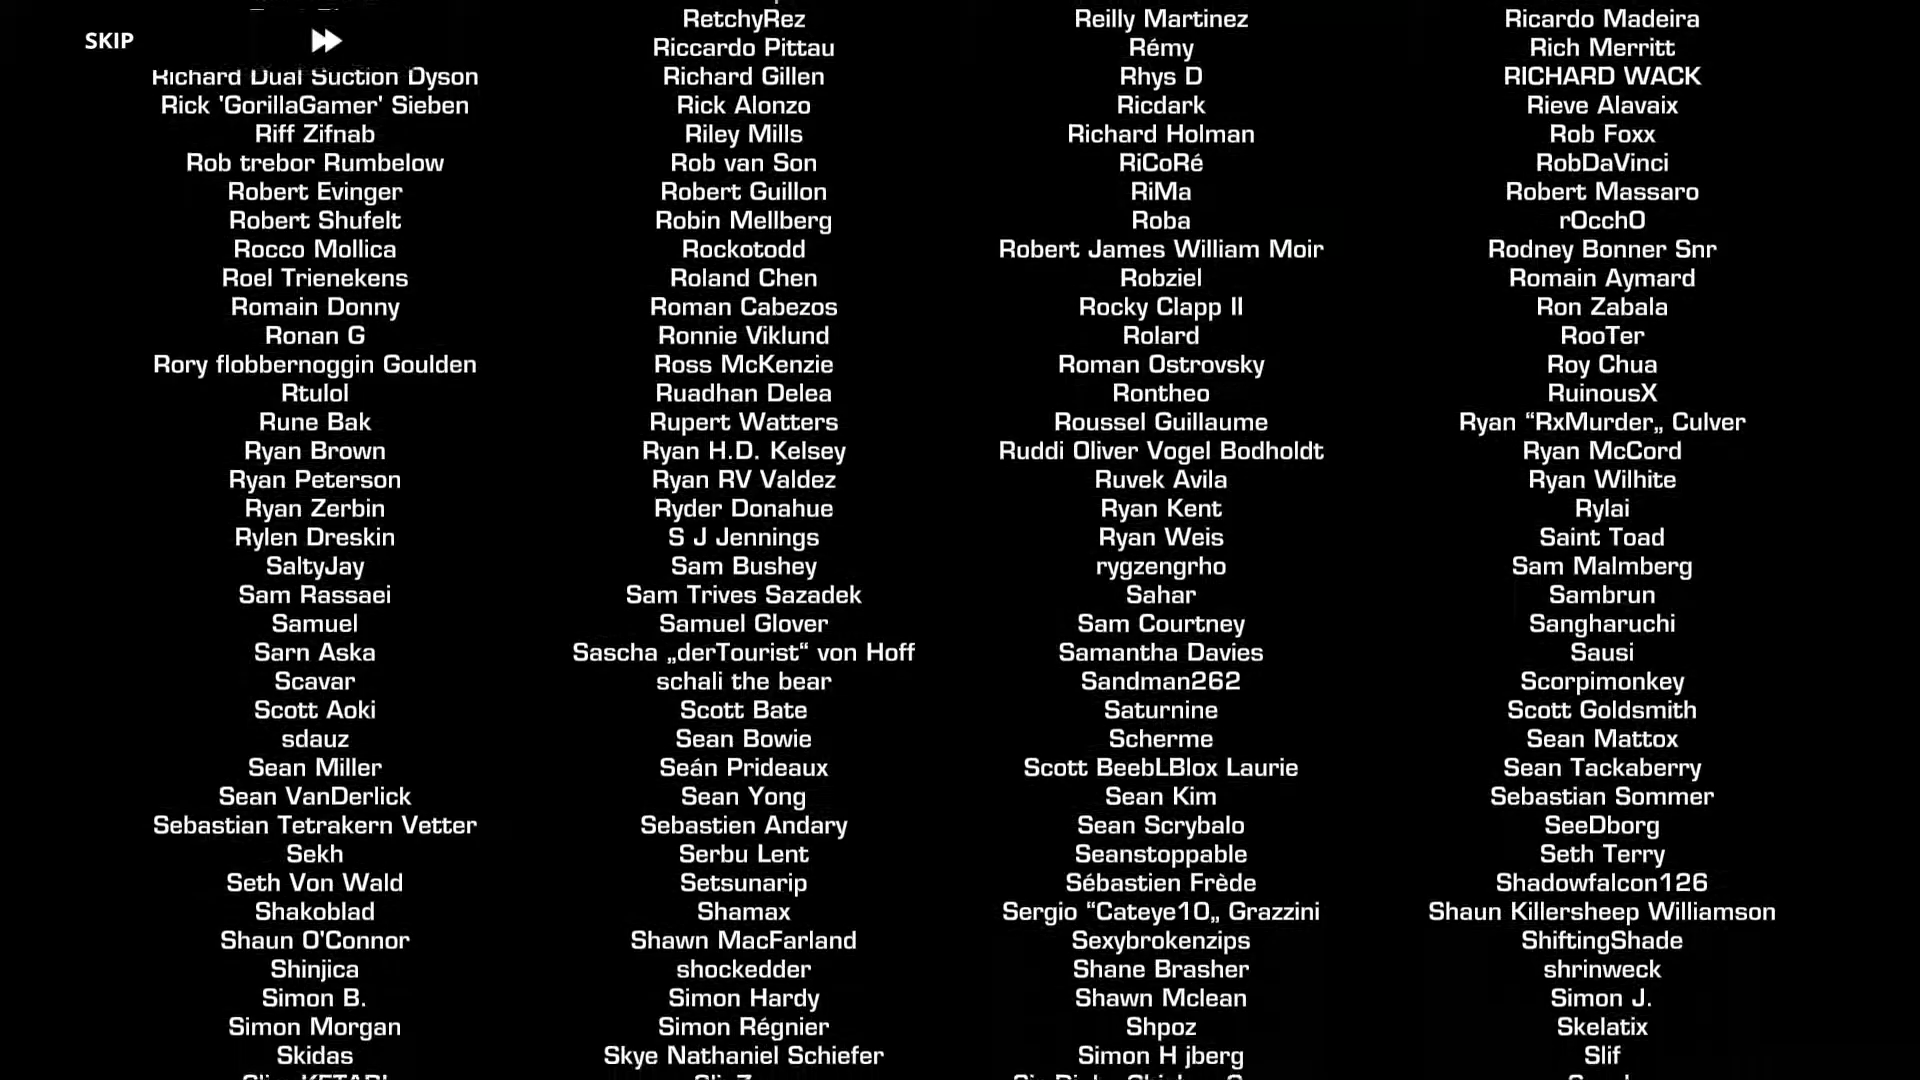 RetchyRez Reilly Martinez Ricardo Madeira
SKIP
Riccardo Pittau Rémy Rich Merritt
Richard Dual Suction Dyson Richard Gillen Rhys D RICHARD WACK
Rick 'GorillaGamer' Sieben Rick Alonzo Ricdark Rieve Alavaix
Riff Zifnab Riley Mills Richard Holman Rob Foxx
Rob trebor Rumbelow Rob van Son RiCoRé RobDaVinci
Robert Evinger Robert Guillon RiMa Robert Massaro
Robert Shufelt Robin Mellberg Roba rOcchO
Rocco Mollica Rockotodd Robert James William Moir Rodney Bonner Snr
Roel Trienekens Roland Chen Robziel Romain Aymard
Romain Donny Roman Cabezos Rocky Clapp II Ron Zabala
Ronan G Ronnie Viklund Rolard RooTer
Rory flobbernoggin Goulden Ross McKenzie Roman Ostrovsky Roy Chua
Rtulol Ruadhan Delea Rontheo RuinousX
Rune Bak Rupert Watters Roussel Guillaume Ryan “RxMurder„ Culver
Ryan Brown Ryan H.D. Kelsey Ruddi Oliver Vogel Bodholdt Ryan McCord
Ryan Peterson Ryan RV Valdez Ruvek Avila Ryan Wilhite
Ryan Zerbin Ryder Donahue Ryan Kent Rylai
Rylen Dreskin S J Jennings Ryan Weis Saint Toad
SaltyJay Sam Bushey rygzengrho Sam Malmberg
Sam Rassaei Sam Trives Sazadek Sahar Sambrun
Samuel Samuel Glover Sam Courtney Sangharuchi
Sarn Aska Sascha „derTourist“ von Hoff Samantha Davies Sausi
Scavar schali the bear Sandman262 Scorpimonkey
Scott Aoki Scott Bate Saturnine Scott Goldsmith
sdauz Sean Bowie Scherme Sean Mattox
Sean Miller Seán Prideaux Scott BeebLBlox Laurie Sean Tackaberry
Sean VanDerlick Sean Yong Sean Kim Sebastian Sommer
Sebastian Tetrakern Vetter Sebastien Andary Sean Scrybalo SeeDborg
Sekh Serbu Lent Seanstoppable Seth Terry
Seth Von Wald Setsunarip Sébastien Frède Shadowfalcon126
Shakoblad Shamax Sergio “Cateye10„ Grazzini Shaun Killersheep Williamson
Shaun O'Connor Shawn MacFarland Sexybrokenzips ShiftingShade
Shinjica shockedder Shane Brasher shrinweck
Simon B. Simon Hardy Shawn Mclean Simon J.
Simon Morgan Simon Régnier Shpoz Skelatix
Skidas Skye Nathaniel Schiefer Simon H jberg Slif